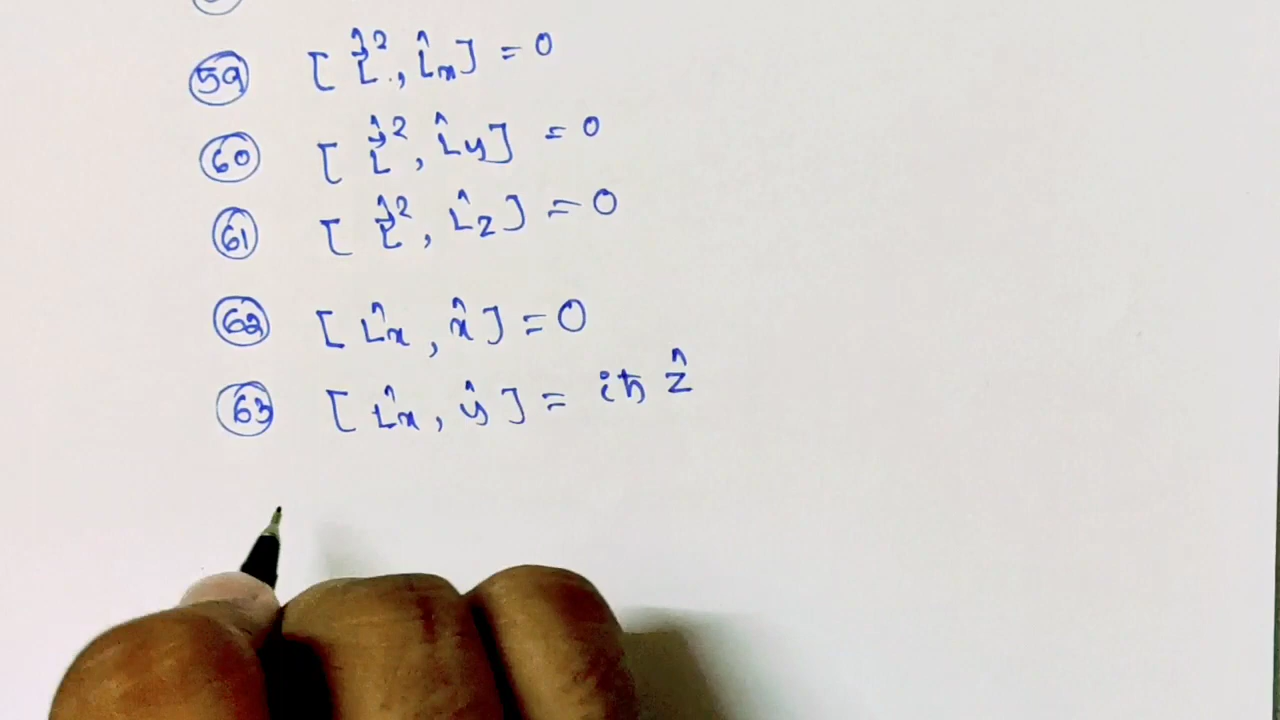 59 [ L̂², L̂x ] = 0
60 [ L̂², L̂y ] = 0
61 [ L̂², L̂z ] = 0
62 [ L̂x, x̂ ] = 0
63 [ L̂x, ŷ ] = iħ ẑ